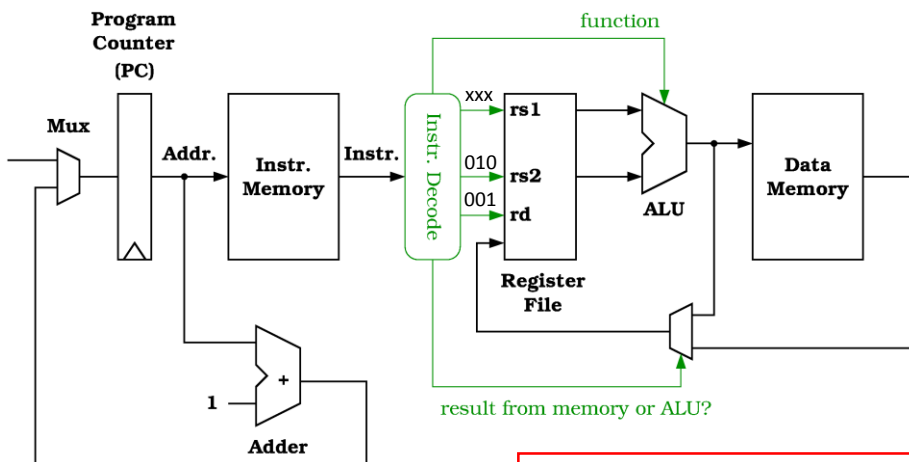 Program
Counter
(PC)
function
Mux
Addr.
Instr.
Memory
Instr.
Instr. Decode
xxx
rs1
010
rs2
001
rd
Register
File
ALU
Data
Memory
1
+
Adder
result from memory or ALU?